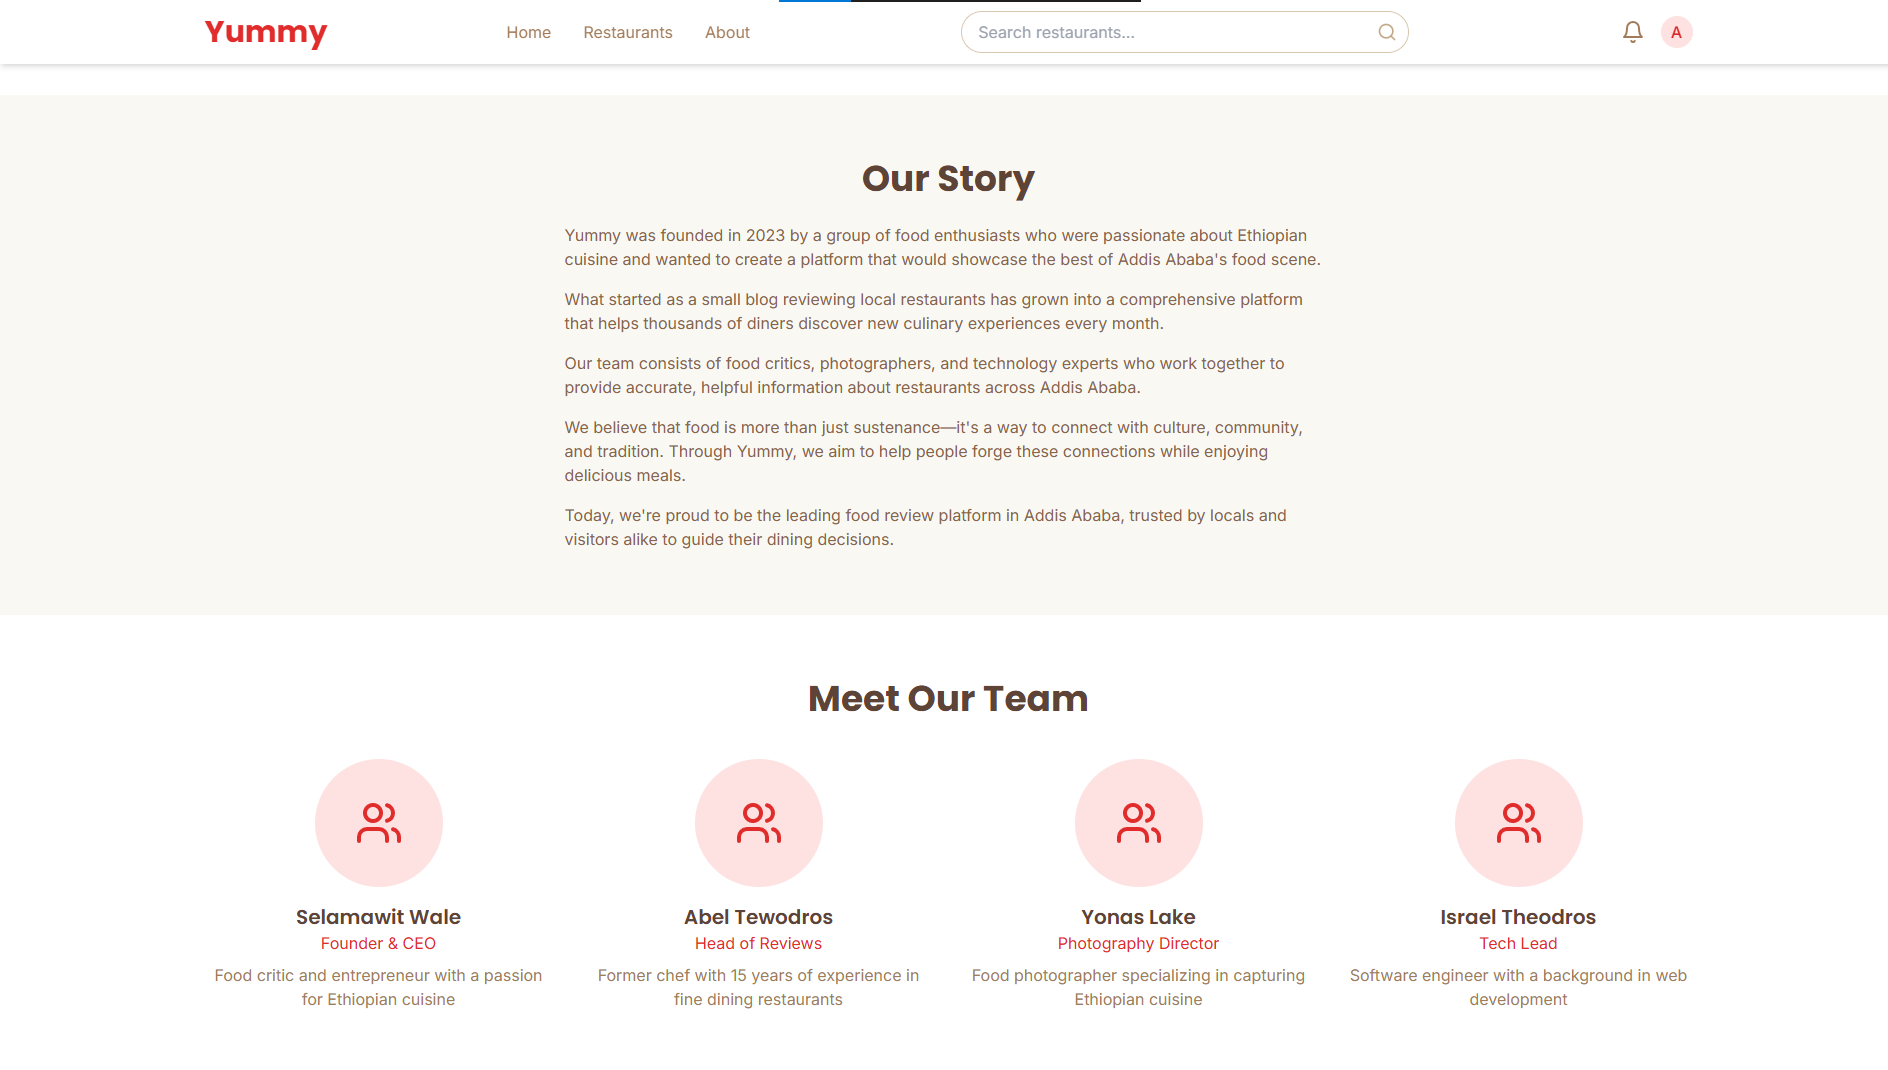 Yummy
Home
Restaurants
About
Search restaurants...
A
Our Story
Yummy was founded in 2023 by a group of food enthusiasts who were passionate about Ethiopian
cuisine and wanted to create a platform that would showcase the best of Addis Ababa's food scene.
What started as a small blog reviewing local restaurants has grown into a comprehensive platform
that helps thousands of diners discover new culinary experiences every month.
Our team consists of food critics, photographers, and technology experts who work together to
provide accurate, helpful information about restaurants across Addis Ababa.
We believe that food is more than just sustenance—it's a way to connect with culture, community,
and tradition. Through Yummy, we aim to help people forge these connections while enjoying
delicious meals.
Today, we're proud to be the leading food review platform in Addis Ababa, trusted by locals and
visitors alike to guide their dining decisions.
Meet Our Team
Selamawit Wale
Founder & CEO
Food critic and entrepreneur with a passion
for Ethiopian cuisine
Abel Tewodros
Head of Reviews
Former chef with 15 years of experience in
fine dining restaurants
Yonas Lake
Photography Director
Food photographer specializing in capturing
Ethiopian cuisine
Israel Theodros
Tech Lead
Software engineer with a background in web
development